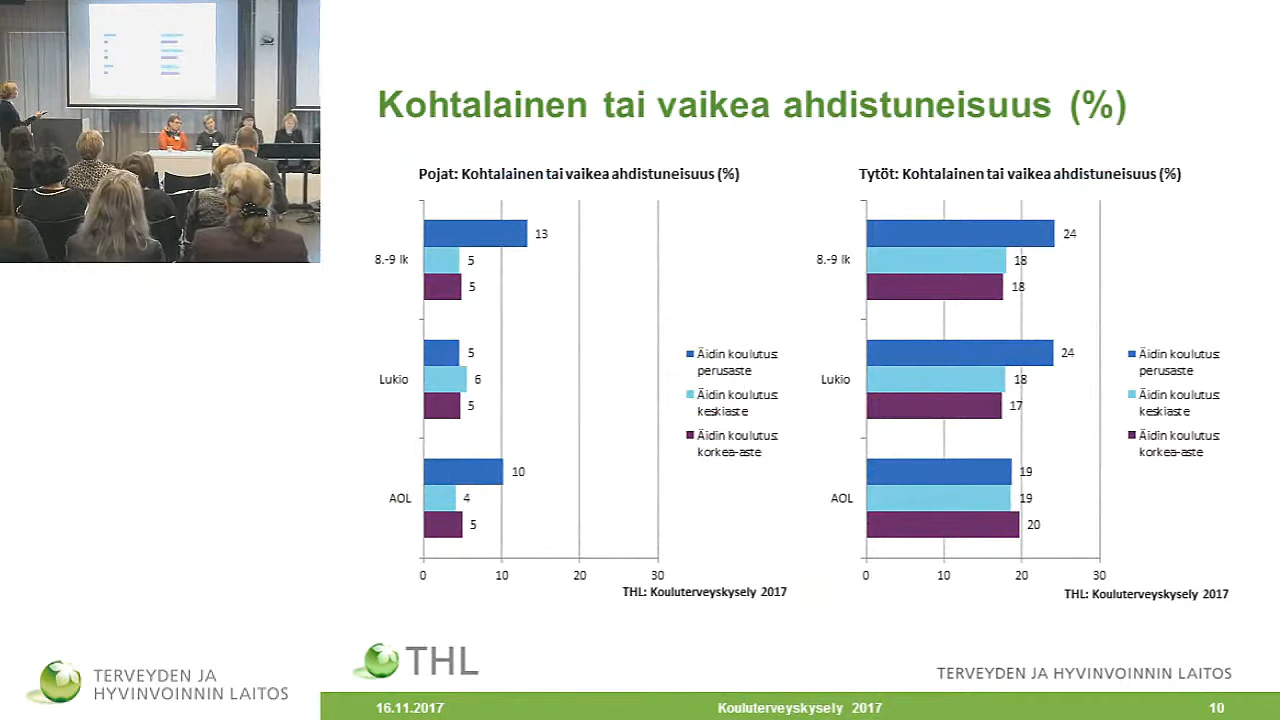 Kohtalainen tai vaikea ahdistuneisuus (%)
Pojat: Kohtalainen tai vaikea ahdistuneisuus (%)
8.-9 lk
13
5
5
Lukio
5
6
5
AOL
10
4
5
0 10 20 30
Äidin koulutus:
perusaste
Äidin koulutus:
keskiaste
Äidin koulutus:
korkea-aste
THL: Kouluterveyskysely 2017
Tytöt: Kohtalainen tai vaikea ahdistuneisuus (%)
8.-9 lk
24
18
18
Lukio
24
18
17
AOL
19
19
20
0 10 20 30
Äidin koulutus:
perusaste
Äidin koulutus:
keskiaste
Äidin koulutus:
korkea-aste
THL: Kouluterveyskysely 2017
TERVEYDEN JA
HYVINVOINNIN LAITOS
THL
TERVEYDEN JA HYVINVOINNIN LAITOS
16.11.2017 Kouluterveyskysely 2017 10